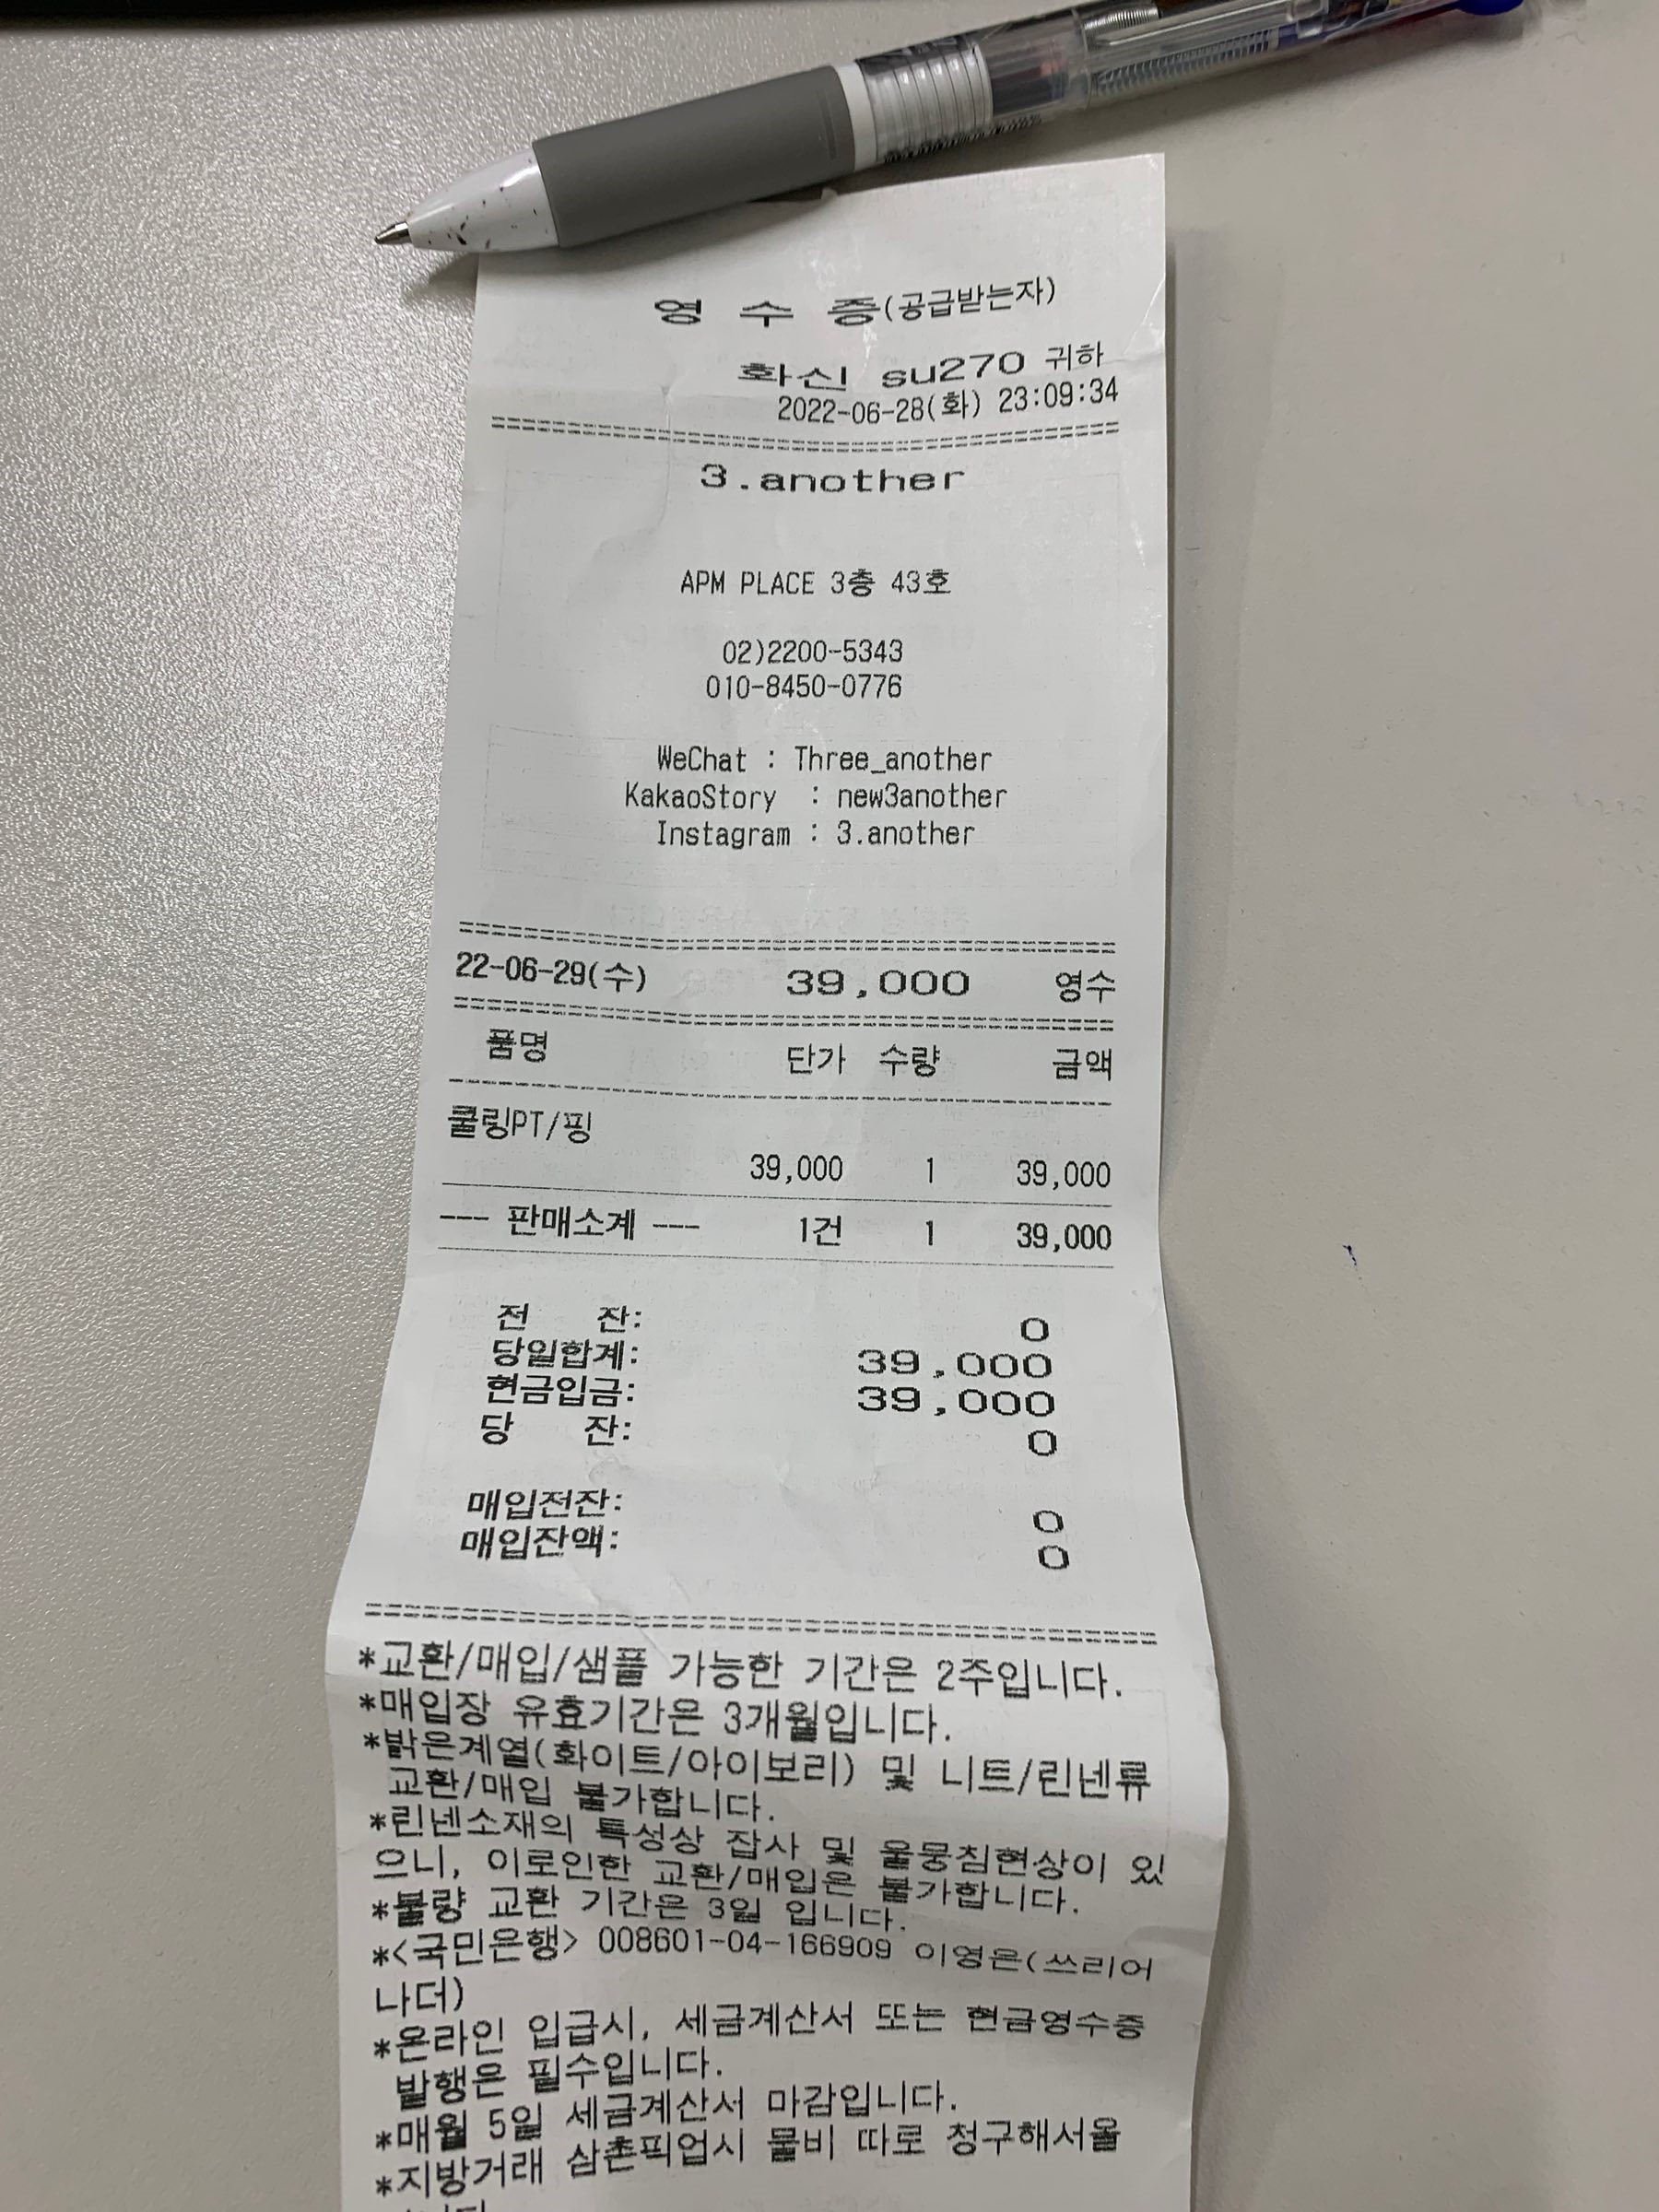 영 수 증(공급받는자)
화신 su270 귀하
2022-06-28(화) 23:09:34
3.another
APM PLACE 3층 43호
02)2200-5343
010-8450-0776
WeChat : Three_another
KakaoStory : new3another
Instagram : 3.another
22-06-29(수) 39,000 영수
품명 단가 수량 금액
쿨링PT/핑
39,000 1 39,000
--- 판매소계 --- 1건 1 39,000
전 잔: 0
당일합계: 39,000
현금입금: 39,000
당 잔: 0
매입전잔: 0
매입잔액: 0
*교환/매입/샘플 가능한 기간은 2주입니다.
*매입장 유효기간은 3개월입니다.
*밝은계열(화이트/아이보리) 및 니트/린넨류
교환/매입 불가합니다.
*린넨소재의 특성상 잡사 및 올뭉침현상이 있
으니, 이로인한 교환/매입은 불가합니다.
*불량 교환 기간은 3일 입니다.
*<국민은행> 008601-04-166909 이영은(쓰리어
나더)
*온라인 입급시, 세금계산서 또는 현금영수증
발행은 필수입니다.
*매월 5일 세금계산서 마감입니다.
*지방거래 삼촌픽업시 물비 따로 청구해서올